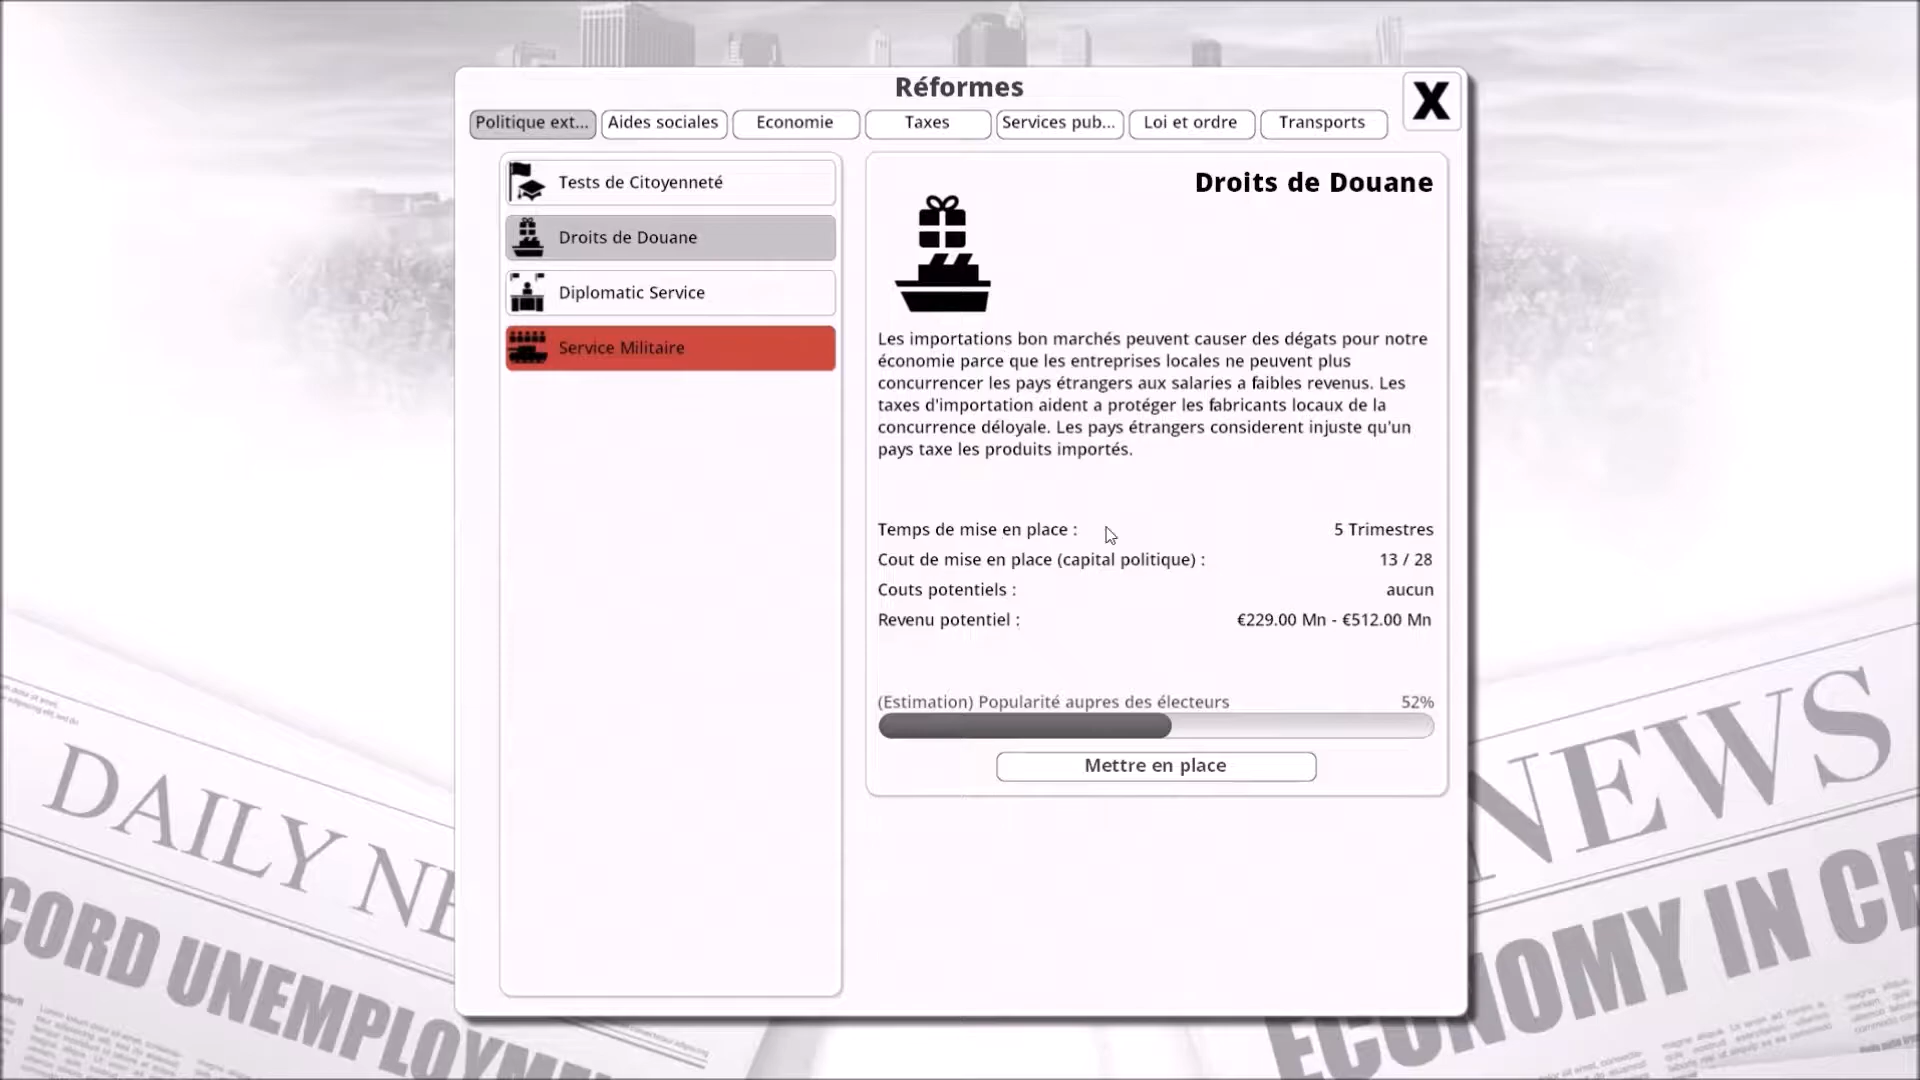 Réformes
X
Politique ext...
Aides sociales
Economie
Taxes
Services pub...
Loi et ordre
Transports
Tests de Citoyenneté
Droits de Douane
Diplomatic Service
Service Militaire
Droits de Douane
Les importations bon marchés peuvent causer des dégats pour notre
économie parce que les entreprises locales ne peuvent plus
concurrencer les pays étrangers aux salaries a faibles revenus. Les
taxes d'importation aident a protéger les fabricants locaux de la
concurrence déloyale. Les pays étrangers considerent injuste qu'un
pays taxe les produits importés.
Temps de mise en place : 5 Trimestres
Cout de mise en place (capital politique) : 13 / 28
Couts potentiels : aucun
Revenu potentiel : €229.00 Mn - €512.00 Mn
(Estimation) Popularité aupres des électeurs 52%
Mettre en place
DAILY NE
CORD UNEMPLOYM
NEWS
ECONOMY IN CR